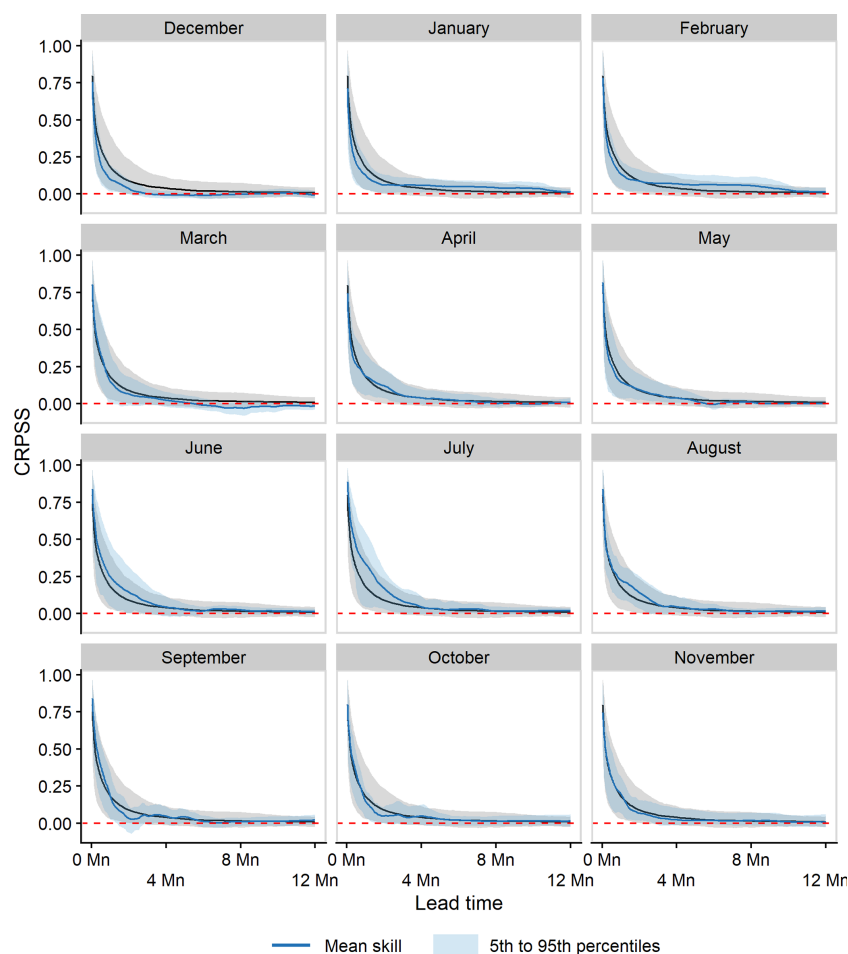 December January February
1.00
0.75
0.50
0.25
0.00
March April May
1.00
0.75
0.50
0.25
0.00
CRPSS
June July August
1.00
0.75
0.50
0.25
0.00
September October November
1.00
0.75
0.50
0.25
0.00
0 Mn 8 Mn 0 Mn 8 Mn 0 Mn 8 Mn
4 Mn 12 Mn 4 Mn 12 Mn 4 Mn 12 Mn
Lead time
Mean skill 5th to 95th percentiles